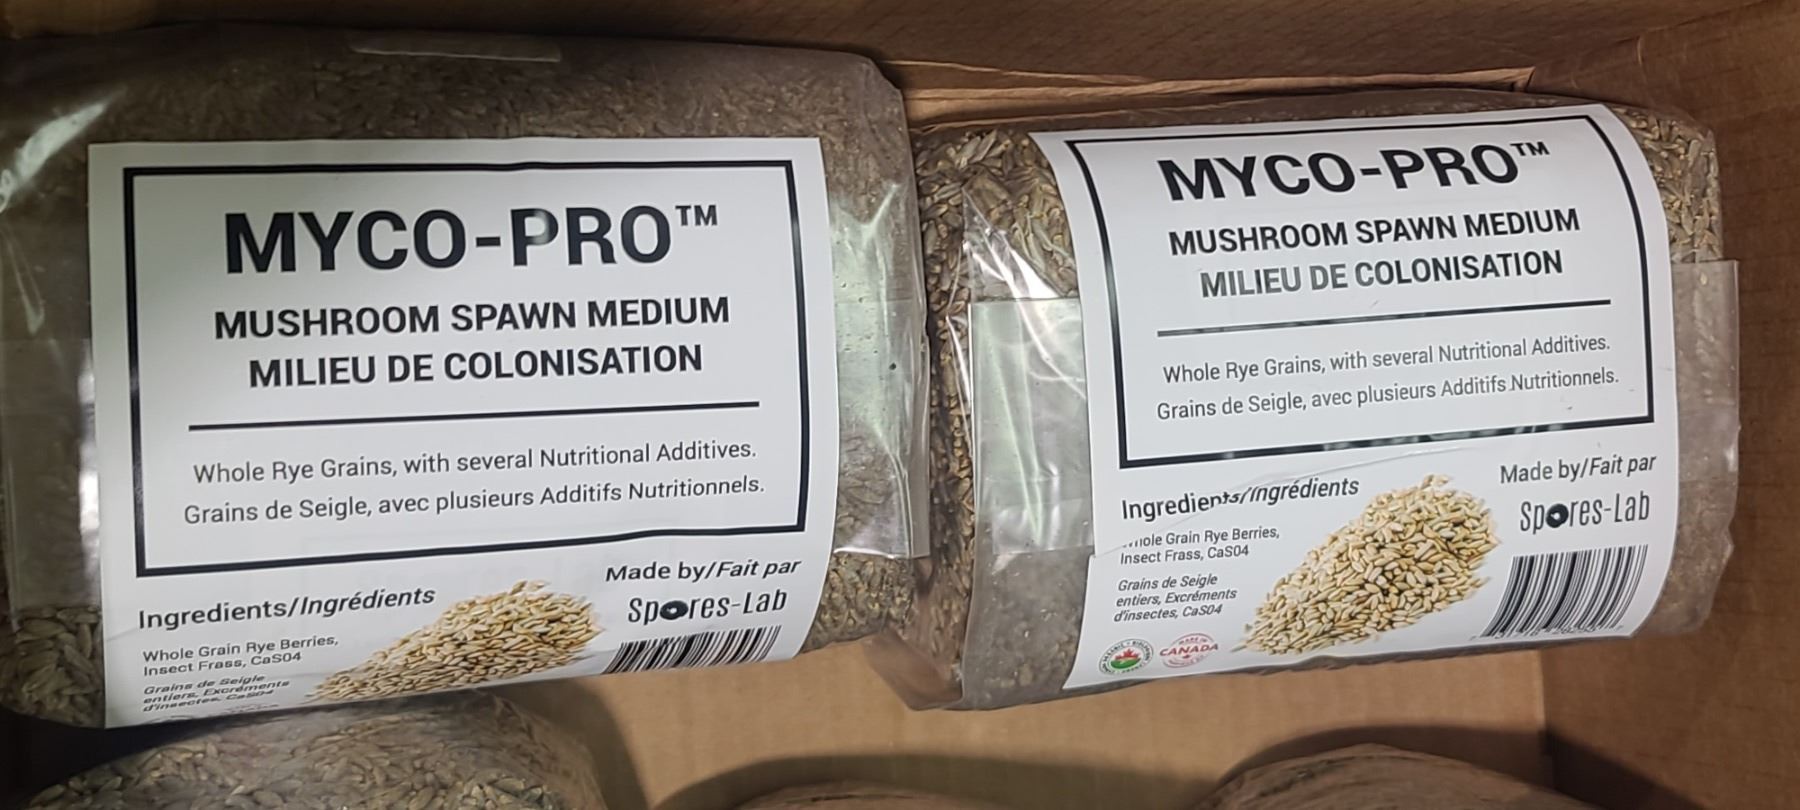 MYCO-PRO™
MUSHROOM SPAWN MEDIUM
MILIEU DE COLONISATION
Whole Rye Grains, with several Nutritional Additives.
Grains de Seigle, avec plusieurs Additifs Nutritionnels.
Ingredients/Ingrédients
Whole Grain Rye Berries,
Insect Frass, CaS04
Grains de Seigle
entiers, Excréments
d'insectes, CaS04
Made by/Fait par
Spores-Lab
MYCO-PRO™
MUSHROOM SPAWN MEDIUM
MILIEU DE COLONISATION
Whole Rye Grains, with several Nutritional Additives.
Grains de Seigle, avec plusieurs Additifs Nutritionnels.
Ingredients/Ingrédients
Whole Grain Rye Berries,
Insect Frass, CaS04
Grains de Seigle
entiers, Excréments
d'insectes, CaS04
CANADA
Made by/Fait par
Spores-Lab